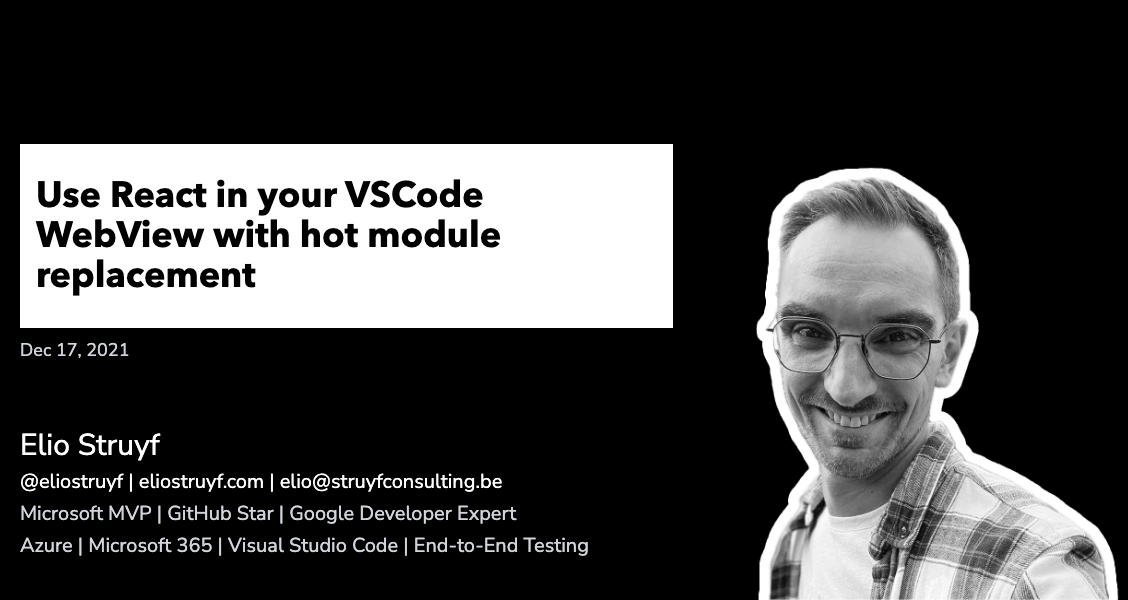 Use React in your VSCode
WebView with hot module
replacement
Dec 17, 2021
Elio Struyf
@eliostruyf | eliostruyf.com | elio@struyfconsulting.be
Microsoft MVP | GitHub Star | Google Developer Expert
Azure | Microsoft 365 | Visual Studio Code | End-to-End Testing